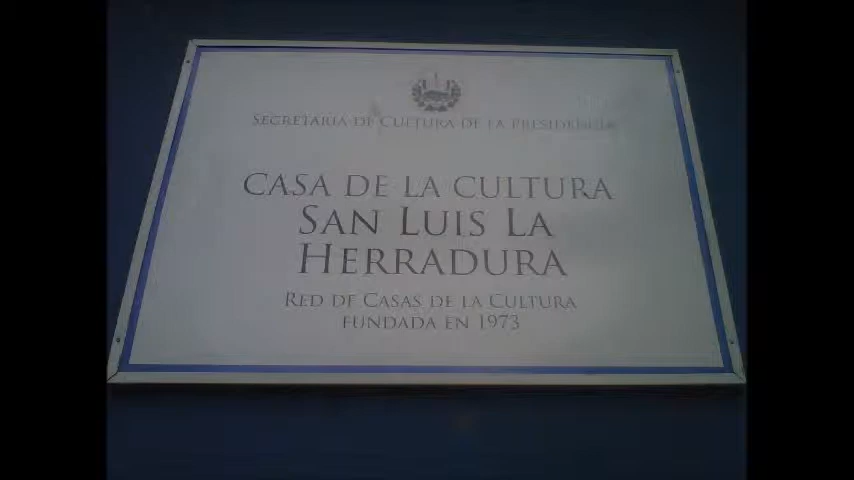 SECRETARÍA DE CULTURA DE LA PRESIDENCIA
CASA DE LA CULTURA
SAN LUIS LA
HERRADURA
RED DE CASAS DE LA CULTURA
FUNDADA EN 1973